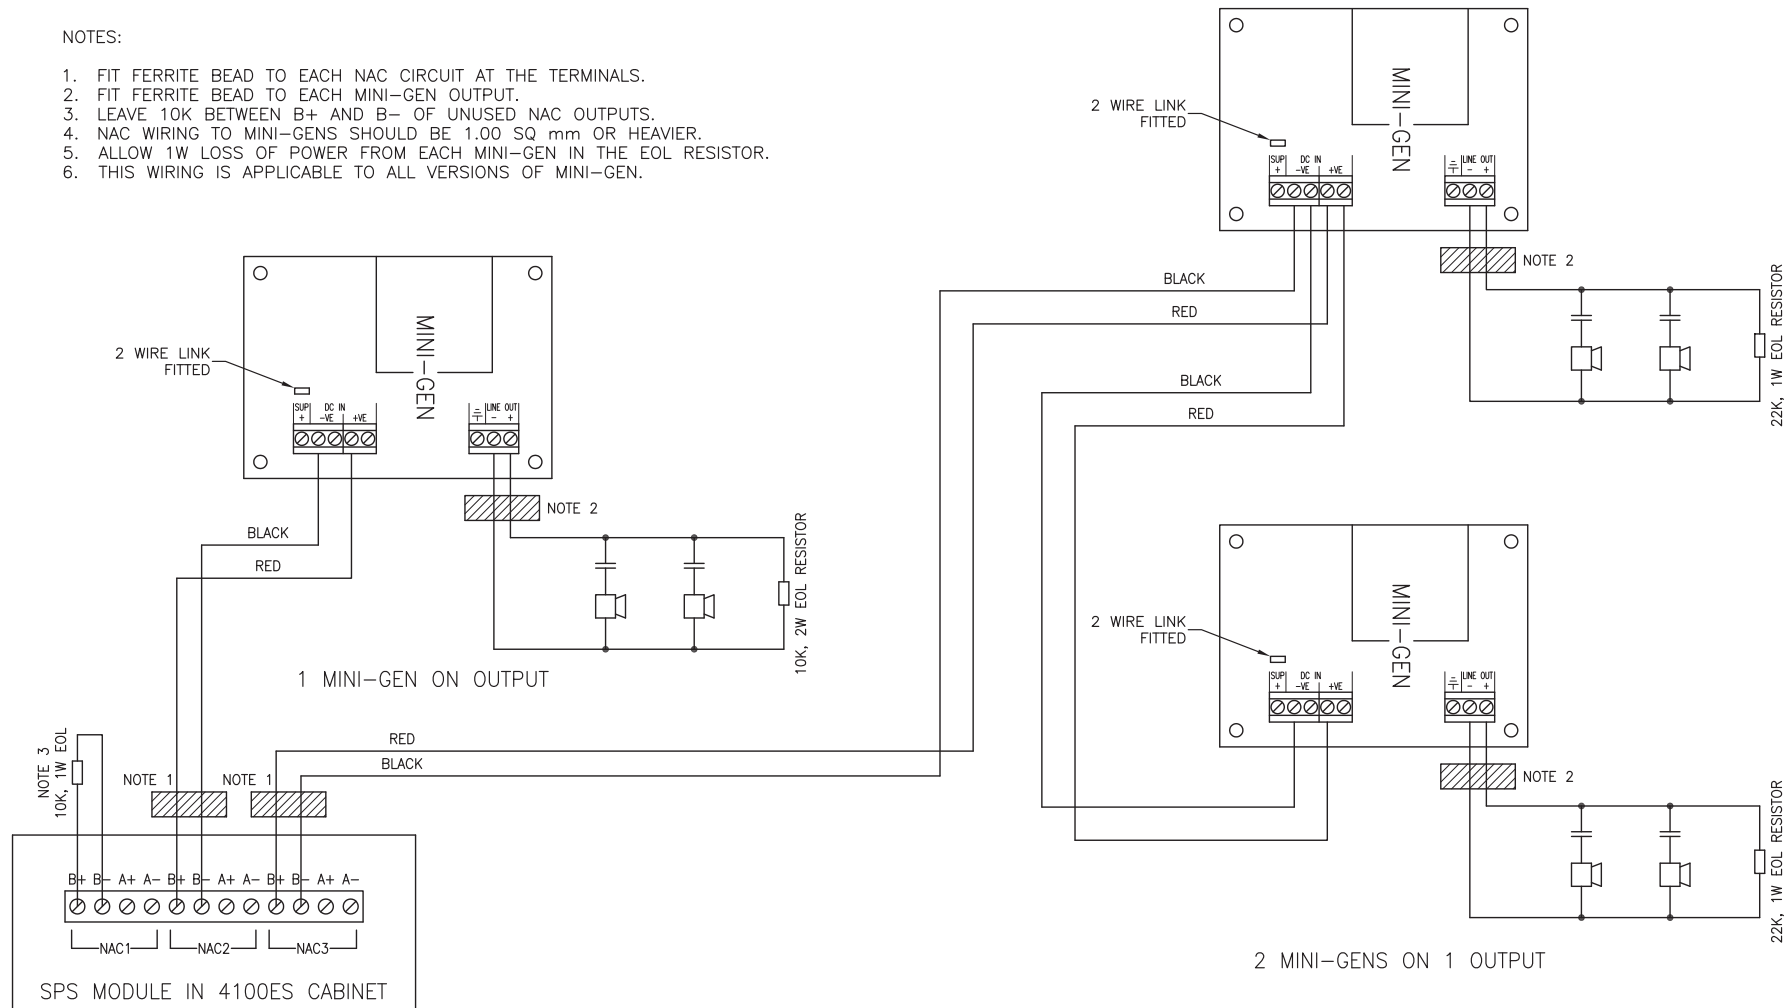 NOTES:
1. FIT FERRITE BEAD TO EACH NAC CIRCUIT AT THE TERMINALS.
2. FIT FERRITE BEAD TO EACH MINI-GEN OUTPUT.
3. LEAVE 10K BETWEEN B+ AND B- OF UNUSED NAC OUTPUTS.
4. NAC WIRING TO MINI-GENS SHOULD BE 1.00 SQ mm OR HEAVIER.
5. ALLOW 1W LOSS OF POWER FROM EACH MINI-GEN IN THE EOL RESISTOR.
6. THIS WIRING IS APPLICABLE TO ALL VERSIONS OF MINI-GEN.
MINI-GEN
2 WIRE LINK
FITTED
SUP DC IN
+ -VE +VE
LINE OUT
- +
NOTE 2
BLACK
RED
10K, 2W EOL RESISTOR
1 MINI-GEN ON OUTPUT
MINI-GEN
2 WIRE LINK
FITTED
SUP DC IN
+ -VE +VE
LINE OUT
- +
NOTE 2
22K, 1W EOL RESISTOR
BLACK
RED
BLACK
RED
MINI-GEN
2 WIRE LINK
FITTED
SUP DC IN
+ -VE +VE
LINE OUT
- +
NOTE 2
22K, 1W EOL RESISTOR
2 MINI-GENS ON 1 OUTPUT
RED
BLACK
NOTE 3
10K, 1W EOL
NOTE 1
NOTE 1
B+ B- A+ A- B+ B- A+ A- B+ B- A+ A-
NAC1 NAC2 NAC3
SPS MODULE IN 4100ES CABINET